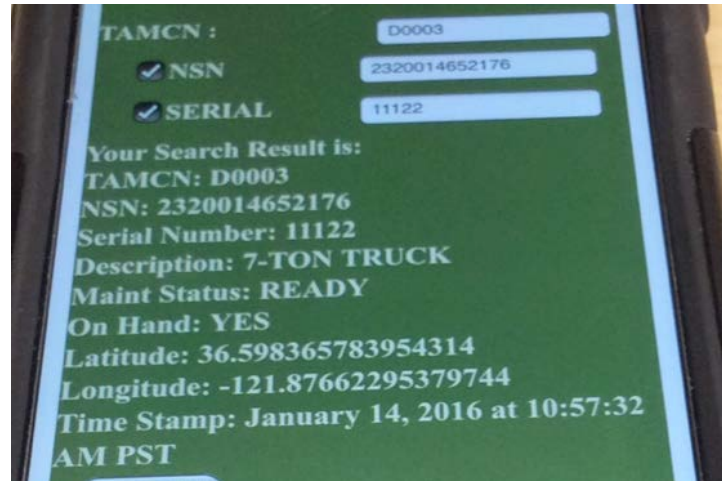 TAMCN : D0003
NSN 2320014652176
SERIAL 11122
Your Search Result is:
TAMCN: D0003
NSN: 2320014652176
Serial Number: 11122
Description: 7-TON TRUCK
Maint Status: READY
On Hand: YES
Latitude: 36.598365783954314
Longitude: -121.87662295379744
Time Stamp: January 14, 2016 at 10:57:32
AM PST